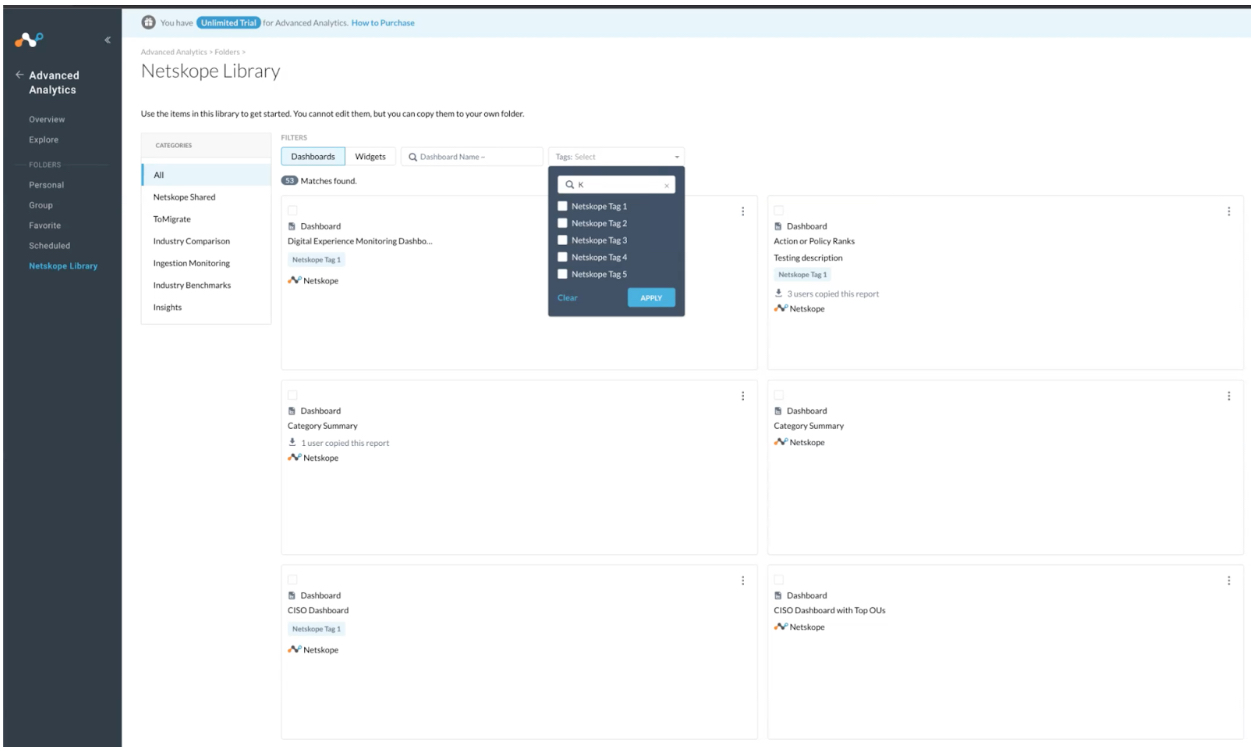 You have Unlimited Trial for Advanced Analytics. How to Purchase
Advanced Analytics
Overview
Explore
FOLDERS
Personal
Group
Favorite
Scheduled
Netskope Library
Advanced Analytics > Folders >
Netskope Library
Use the items in this library to get started. You cannot edit them, but you can copy them to your own folder.
CATEGORIES
All
Netskope Shared
ToMigrate
Industry Comparison
Ingestion Monitoring
Industry Benchmarks
Insights
FILTERS
Dashboards Widgets Dashboard Name ~ Tags: Select
53 Matches found.
K
Netskope Tag 1
Netskope Tag 2
Netskope Tag 3
Netskope Tag 4
Netskope Tag 5
Clear APPLY
Dashboard
Digital Experience Monitoring Dashbo...
Netskope Tag 1
Netskope
Dashboard
Action or Policy Ranks
Testing description
Netskope Tag 1
3 users copied this report
Netskope
Dashboard
Category Summary
1 user copied this report
Netskope
Dashboard
Category Summary
Netskope
Dashboard
CISO Dashboard
Netskope Tag 1
Netskope
Dashboard
CISO Dashboard with Top OUs
Netskope